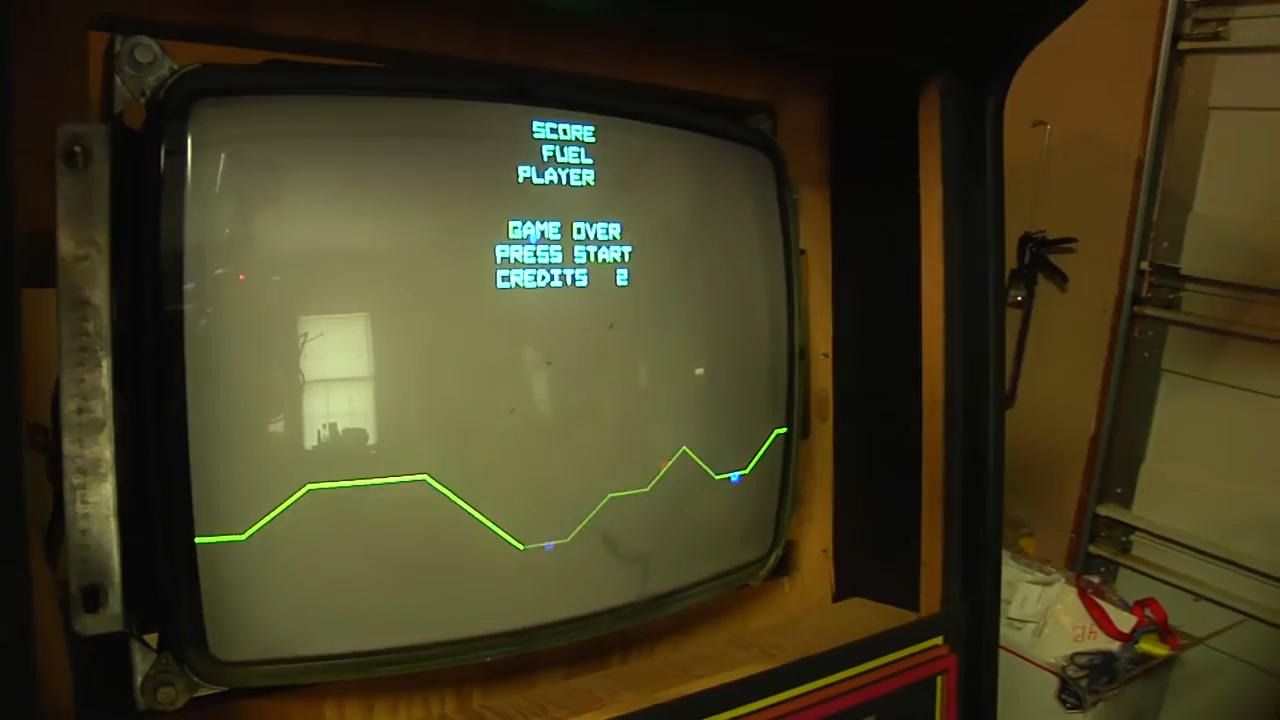 SCORE
FUEL
PLAYER
GAME OVER
PRESS START
CREDITS 2